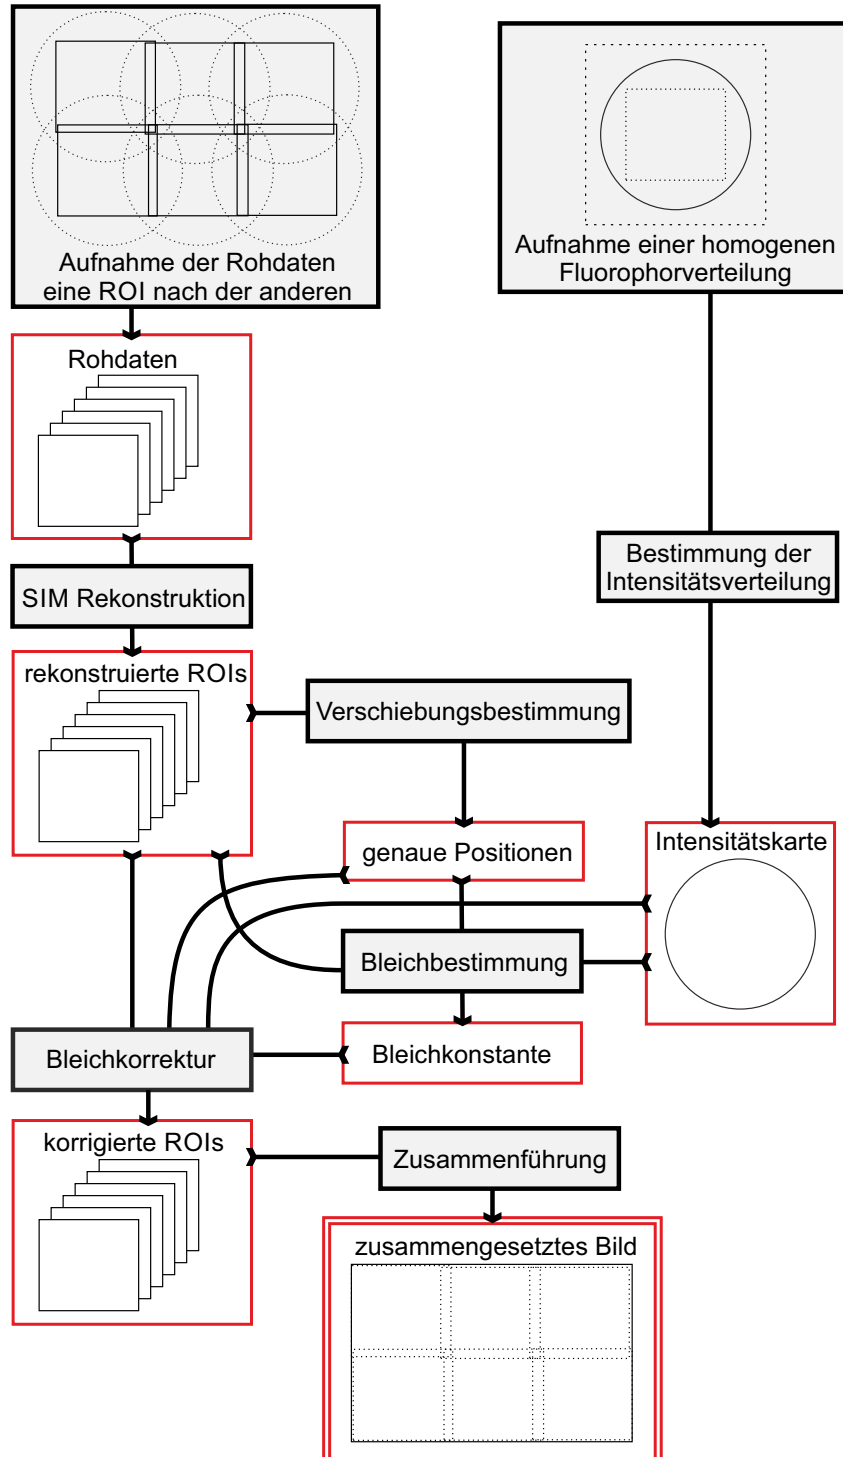 Aufnahme der Rohdaten
eine ROI nach der anderen
Aufnahme einer homogenen
Fluorophorverteilung
Rohdaten
Bestimmung der
Intensitätsverteilung
SIM Rekonstruktion
rekonstruierte ROIs
Verschiebungsbestimmung
genaue Positionen
Intensitätskarte
Bleichbestimmung
Bleichkorrektur
Bleichkonstante
korrigierte ROIs
Zusammenführung
zusammengesetztes Bild